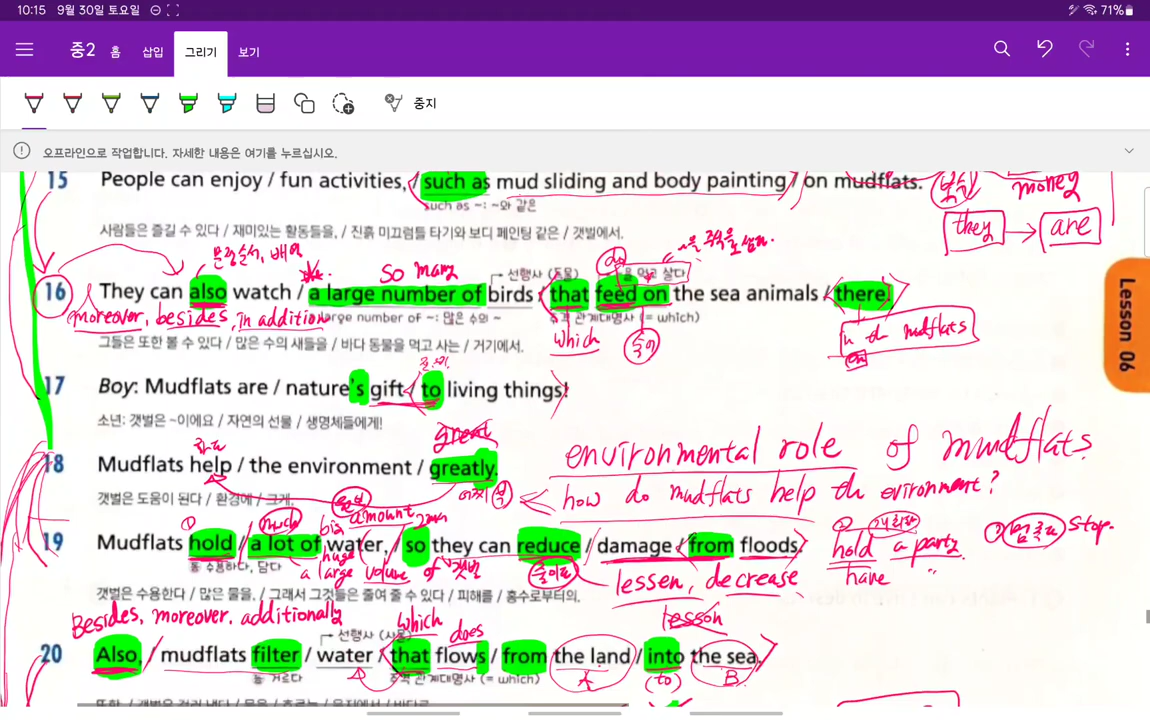 10:15 9월 30일 토요일 71%
중2 홈 삽입 그리기 보기
중지
오프라인으로 작업합니다. 자세한 내용은 여기를 누르십시오.
15 People can enjoy / fun activities, / such as mud sliding and body painting / on mudflats.
money
such as ~: ~와 같은
they → are
사람들은 즐길 수 있다 / 재미있는 활동들을, / 진흙 미끄럼틀 타기와 보디 페인팅 같은 / 갯벌에서.
so many
선행사 (동물)
을 먹고 살다
16 They can also watch / a large number of birds / that feed on the sea animals / there!
moreover, besides, in addition
large number of ~: 많은 수의 ~
주격 관계대명사 (= which)
which
in the mudflats
on
그들은 또한 볼 수 있다 / 많은 수의 새들을 / 바다 동물을 먹고 사는 / 거기에서.
Lesson 06
17 Boy: Mudflats are / nature's gift / to living things!
소년: 갯벌은 ~이에요 / 자연의 선물 / 생명체들에게!
great
environmental role of mudflats
18 Mudflats help / the environment / greatly.
how do mudflats help th evironment?
갯벌은 도움이 된다 / 환경에 / 크게.
much
big amount
stop.
19 Mudflats hold / a lot of water, / so they can reduce / damage / from floods.
hold a party
동 수용하다, 담다
huge
a large volume of
줄이다
lessen, decrease
have
갯벌은 수용한다 / 많은 물을, / 그래서 그것들은 줄여 줄 수 있다 / 피해를 / 홍수로부터의.
lesson
Besides, moreover, additionally
선행사 (사물)
which
does
20 Also, / mudflats filter / water / that flows / from the land / into the sea.
동 거르다
주격 관계대명사 (= which)
A
(to)
B